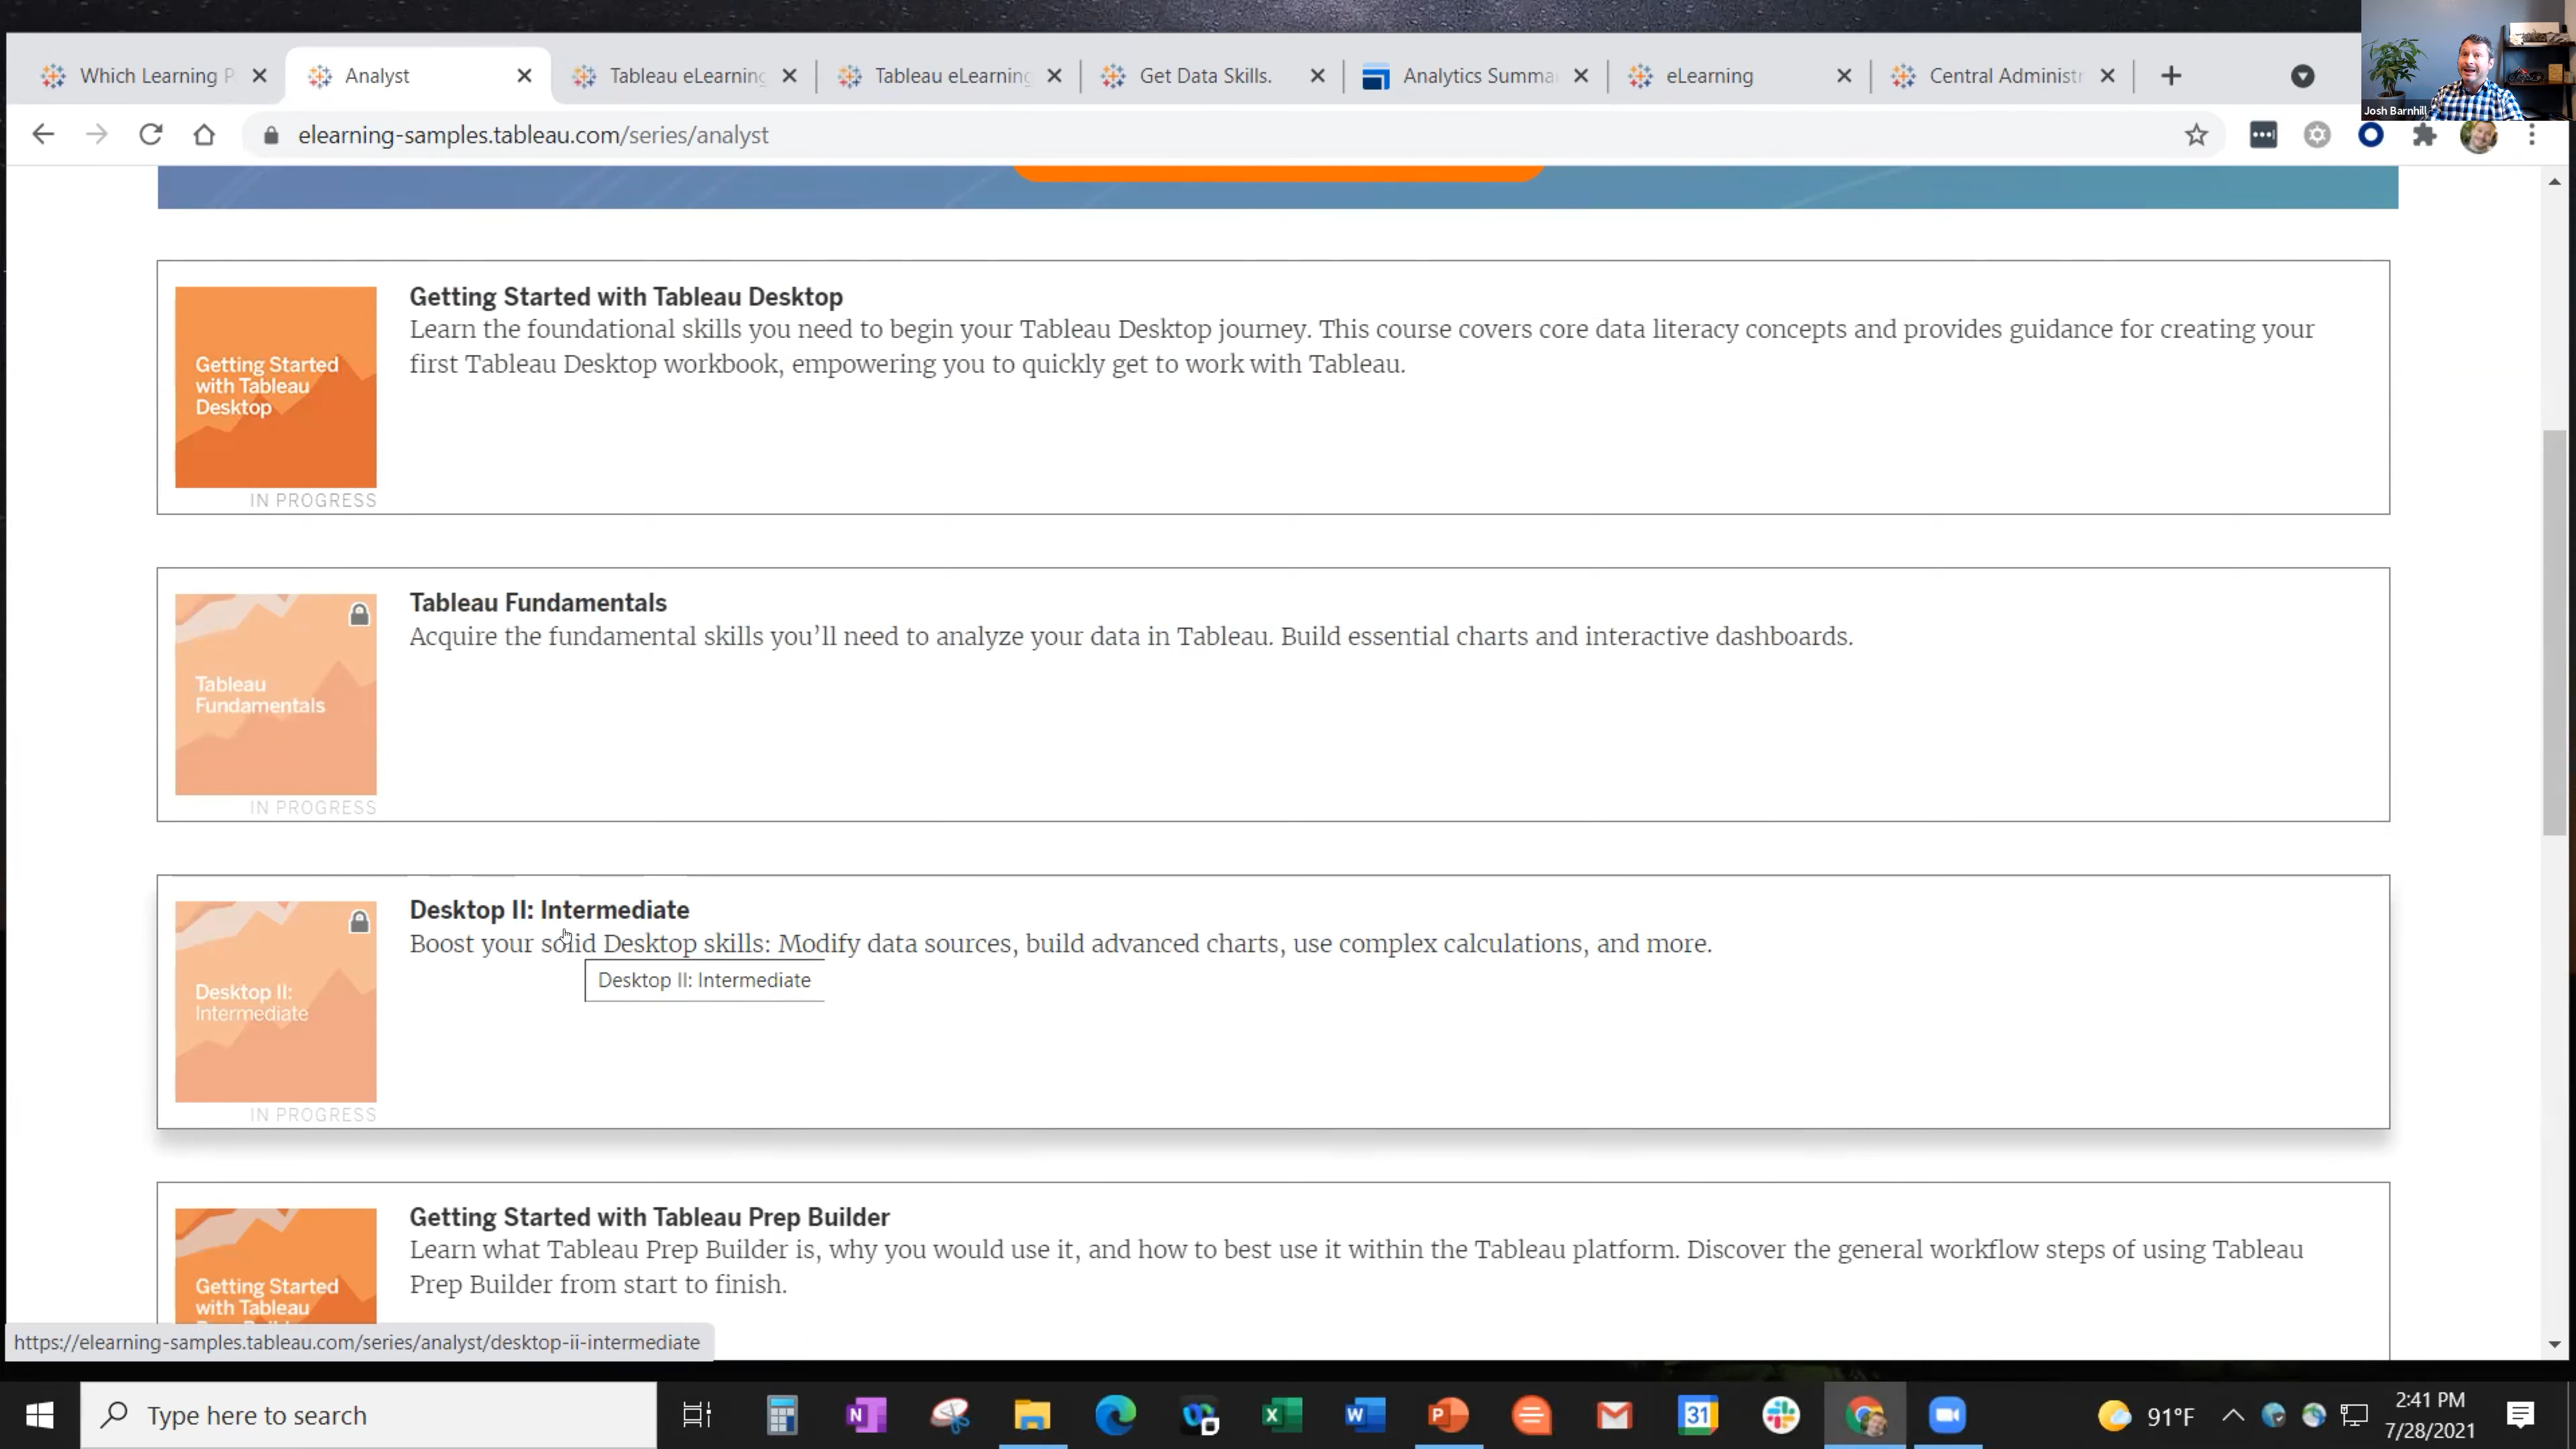 Which Learning P
Analyst
Tableau eLearning
Tableau eLearning
Get Data Skills.
Analytics Summa
eLearning
Central Administr
Josh Barnhill
elearning-samples.tableau.com/series/analyst
Getting Started with Tableau Desktop
Learn the foundational skills you need to begin your Tableau Desktop journey. This course covers core data literacy concepts and provides guidance for creating your
first Tableau Desktop workbook, empowering you to quickly get to work with Tableau.
Getting Started
with Tableau
Desktop
IN PROGRESS
Tableau Fundamentals
Acquire the fundamental skills you’ll need to analyze your data in Tableau. Build essential charts and interactive dashboards.
Tableau
Fundamentals
IN PROGRESS
Desktop II: Intermediate
Boost your solid Desktop skills: Modify data sources, build advanced charts, use complex calculations, and more.
Desktop II: Intermediate
Desktop II:
Intermediate
IN PROGRESS
Getting Started with Tableau Prep Builder
Learn what Tableau Prep Builder is, why you would use it, and how to best use it within the Tableau platform. Discover the general workflow steps of using Tableau
Prep Builder from start to finish.
Getting Started
with Tableau
https://elearning-samples.tableau.com/series/analyst/desktop-ii-intermediate
Type here to search
N
X
W
P
31
91°F
2:41 PM
7/28/2021